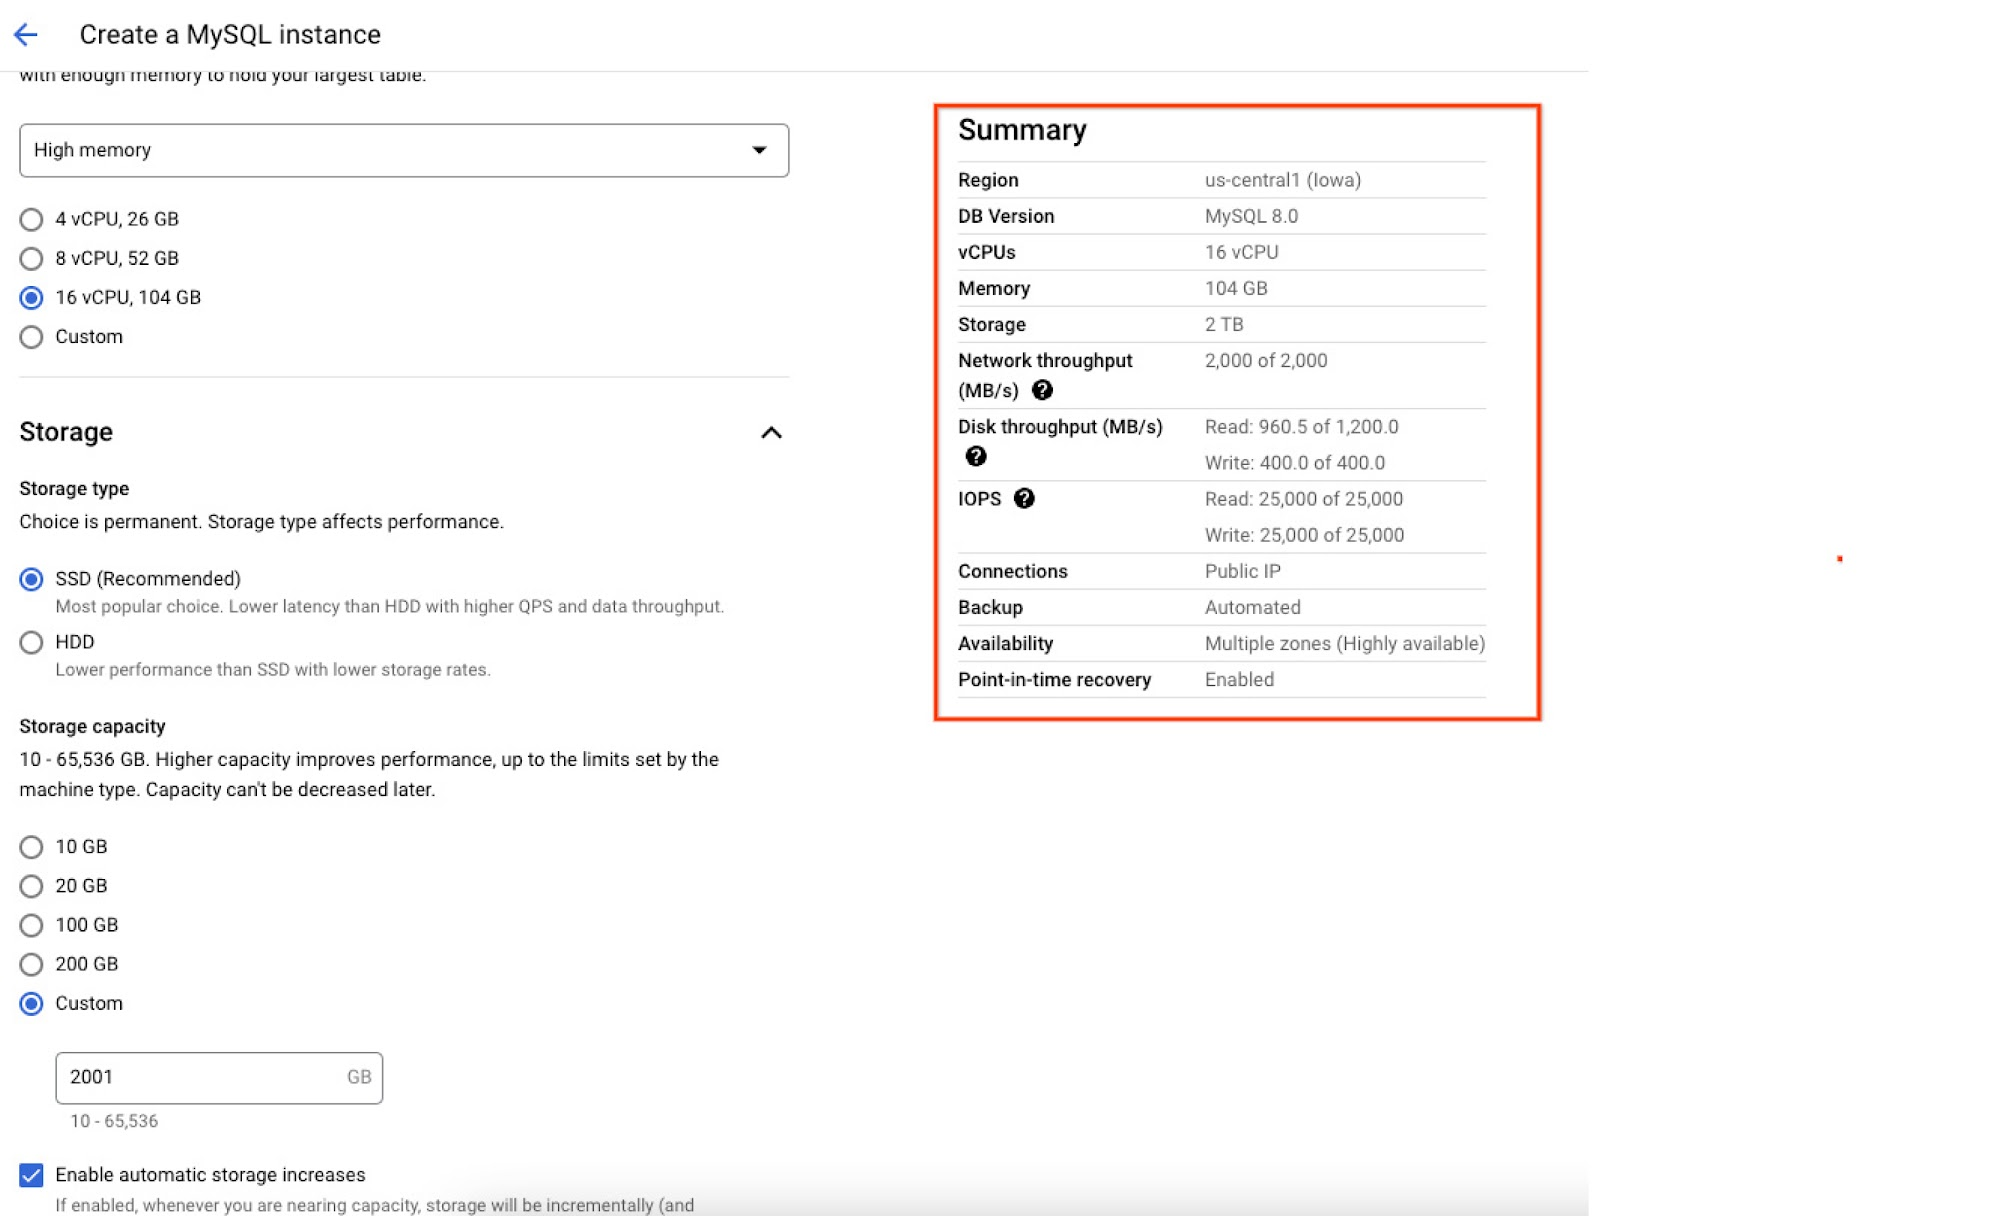 Create a MySQL instance
with enough memory to hold your largest table.
High memory
4 vCPU, 26 GB
8 vCPU, 52 GB
16 vCPU, 104 GB
Custom
Storage
Storage type
Choice is permanent. Storage type affects performance.
SSD (Recommended)
Most popular choice. Lower latency than HDD with higher QPS and data throughput.
HDD
Lower performance than SSD with lower storage rates.
Storage capacity
10 - 65,536 GB. Higher capacity improves performance, up to the limits set by the
machine type. Capacity can't be decreased later.
10 GB
20 GB
100 GB
200 GB
Custom
2001 GB
10 - 65,536
Enable automatic storage increases
If enabled, whenever you are nearing capacity, storage will be incrementally (and
Summary
Region us-central1 (Iowa)
DB Version MySQL 8.0
vCPUs 16 vCPU
Memory 104 GB
Storage 2 TB
Network throughput 2,000 of 2,000
(MB/s) ?
Disk throughput (MB/s) Read: 960.5 of 1,200.0
? Write: 400.0 of 400.0
IOPS ? Read: 25,000 of 25,000
Write: 25,000 of 25,000
Connections Public IP
Backup Automated
Availability Multiple zones (Highly available)
Point-in-time recovery Enabled